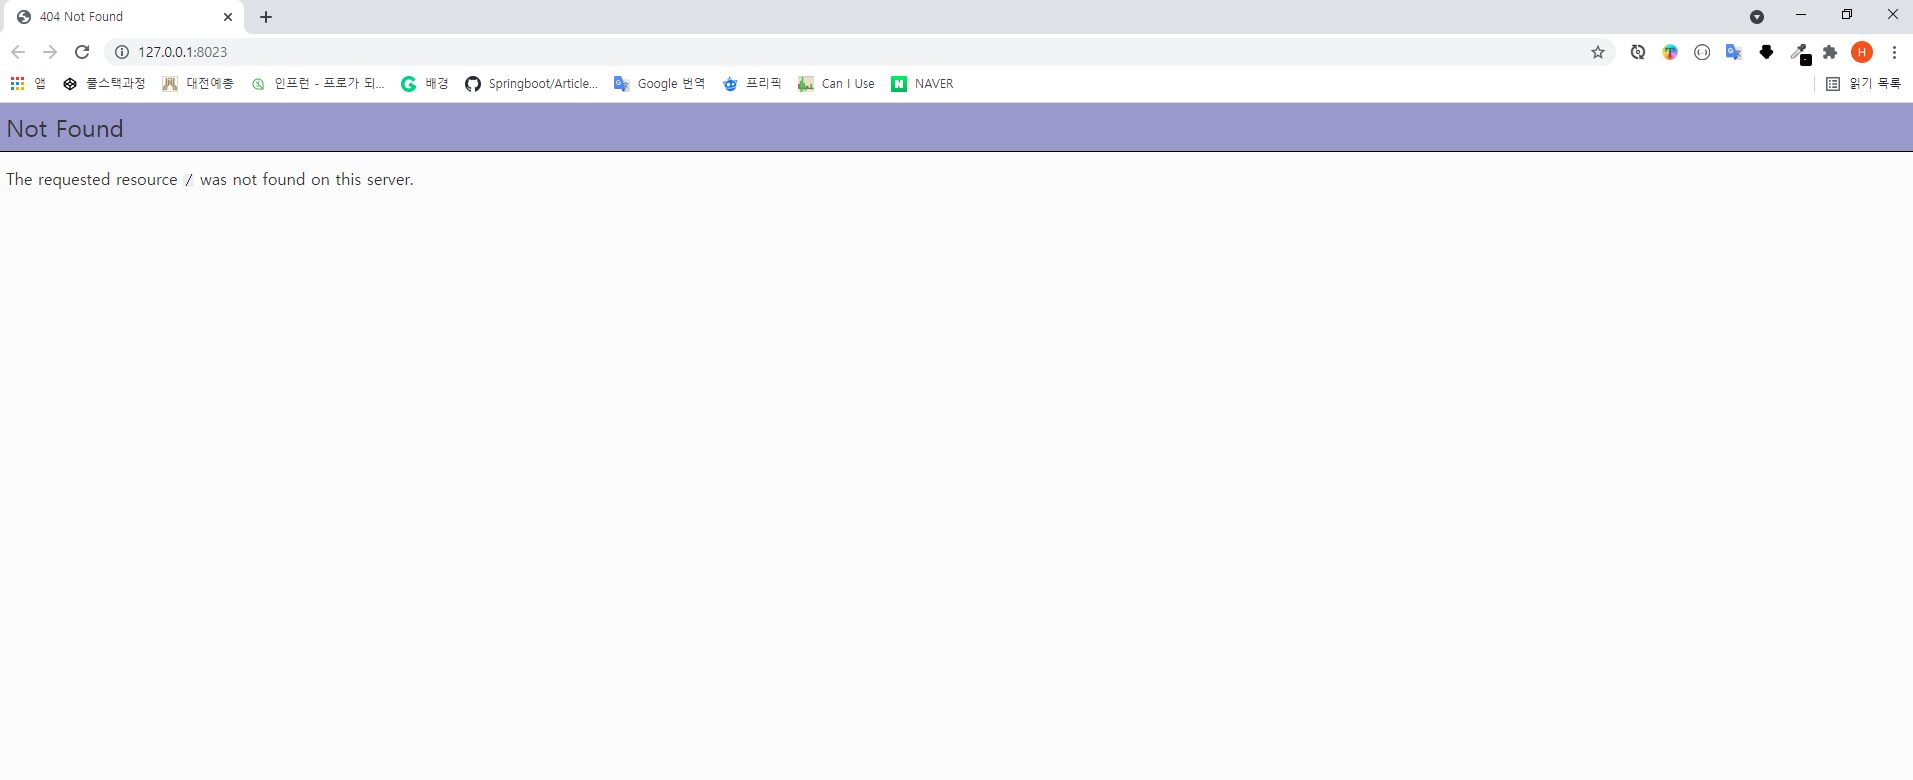 404 Not Found
127.0.0.1:8023
H
앱 풀스택과정 대전예총 인프런 - 프로가 되... 배경 Springboot/Article... Google 번역 프리픽 Can I Use NAVER 읽기 목록
Not Found
The requested resource / was not found on this server.